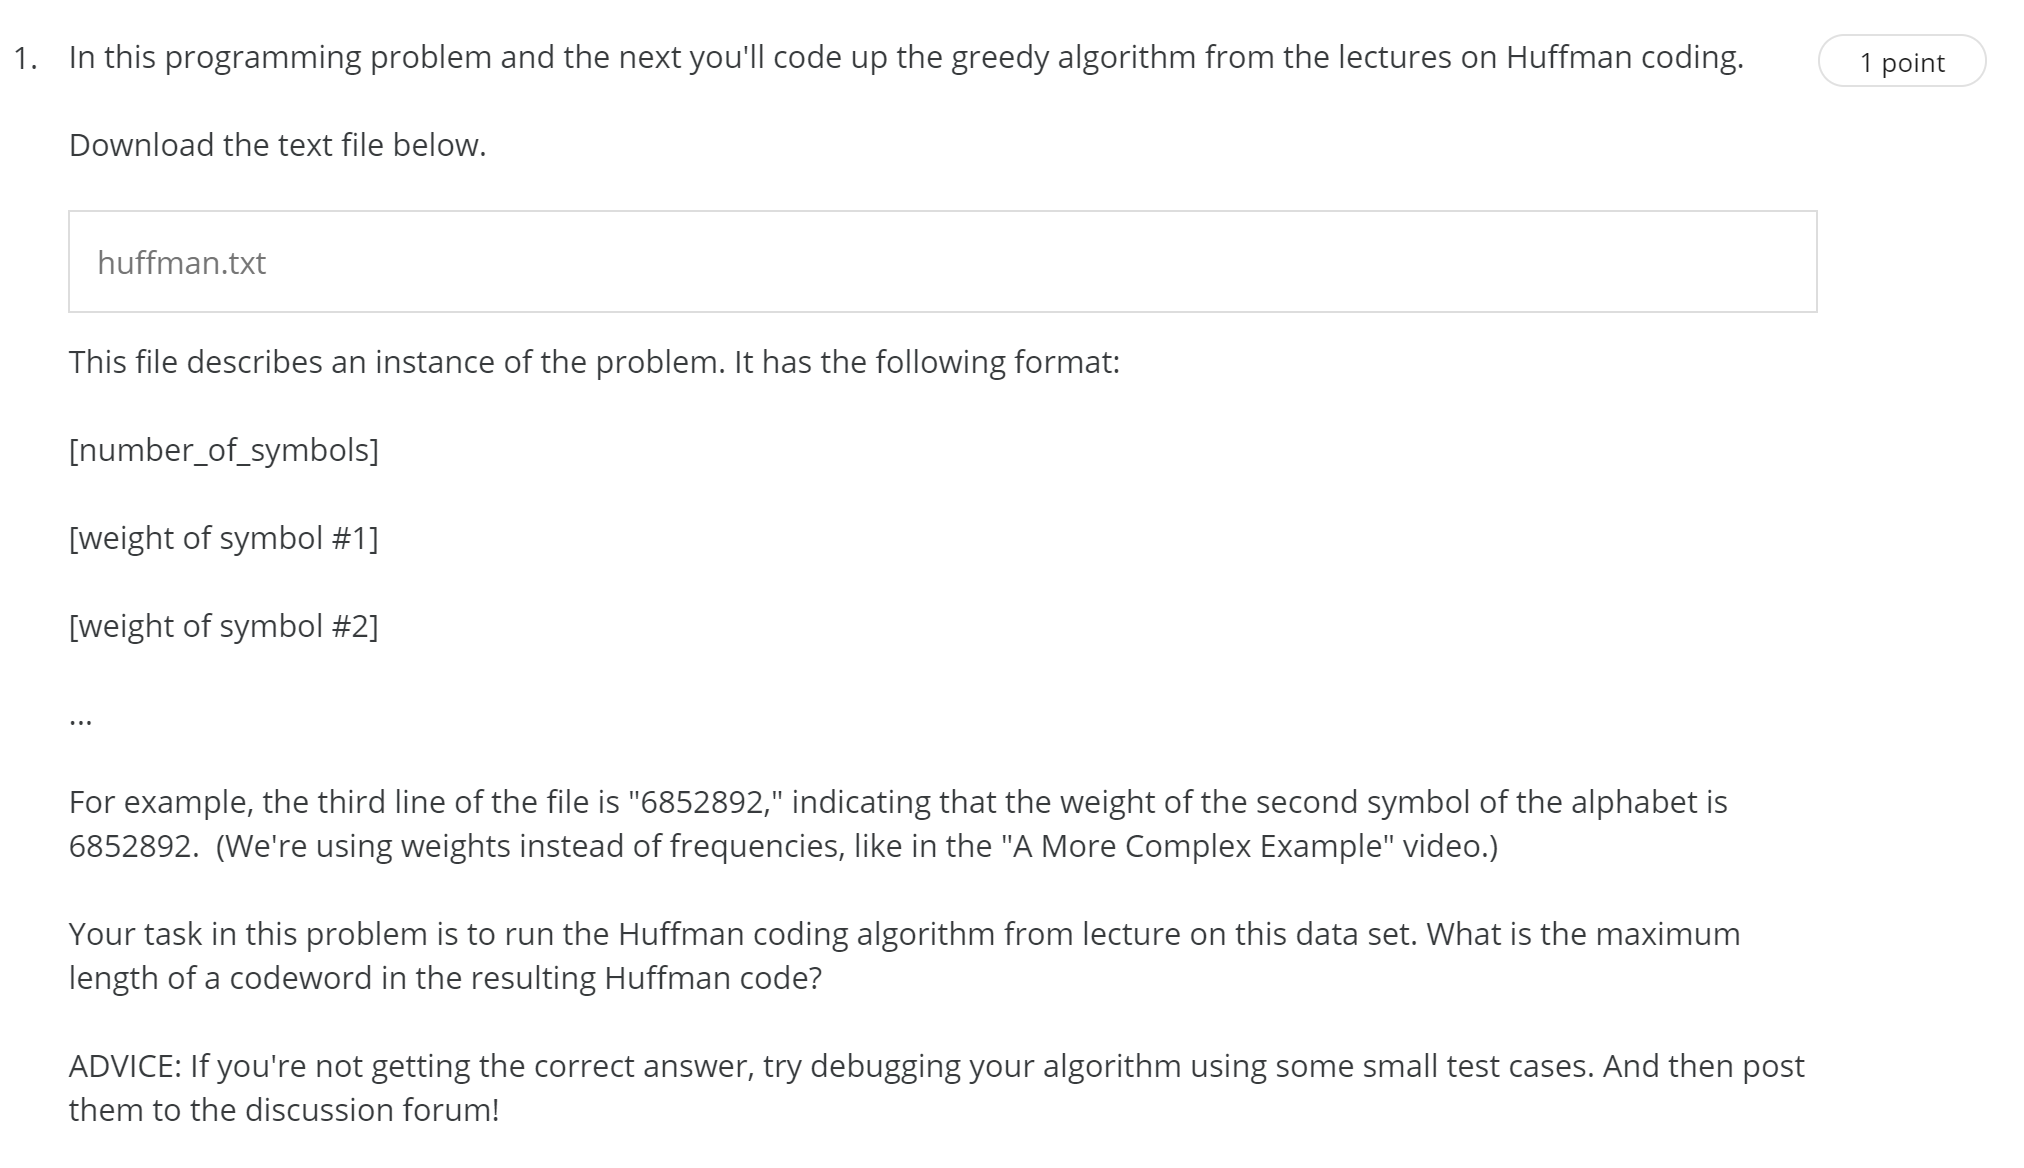 1. In this programming problem and the next you'll code up the greedy algorithm from the lectures on Huffman coding.
1 point
Download the text file below.
huffman.txt
This file describes an instance of the problem. It has the following format:
[number_of_symbols]
[weight of symbol #1]
[weight of symbol #2]
...
For example, the third line of the file is "6852892," indicating that the weight of the second symbol of the alphabet is
6852892.  (We're using weights instead of frequencies, like in the "A More Complex Example" video.)
Your task in this problem is to run the Huffman coding algorithm from lecture on this data set. What is the maximum
length of a codeword in the resulting Huffman code?
ADVICE: If you're not getting the correct answer, try debugging your algorithm using some small test cases. And then post
them to the discussion forum!